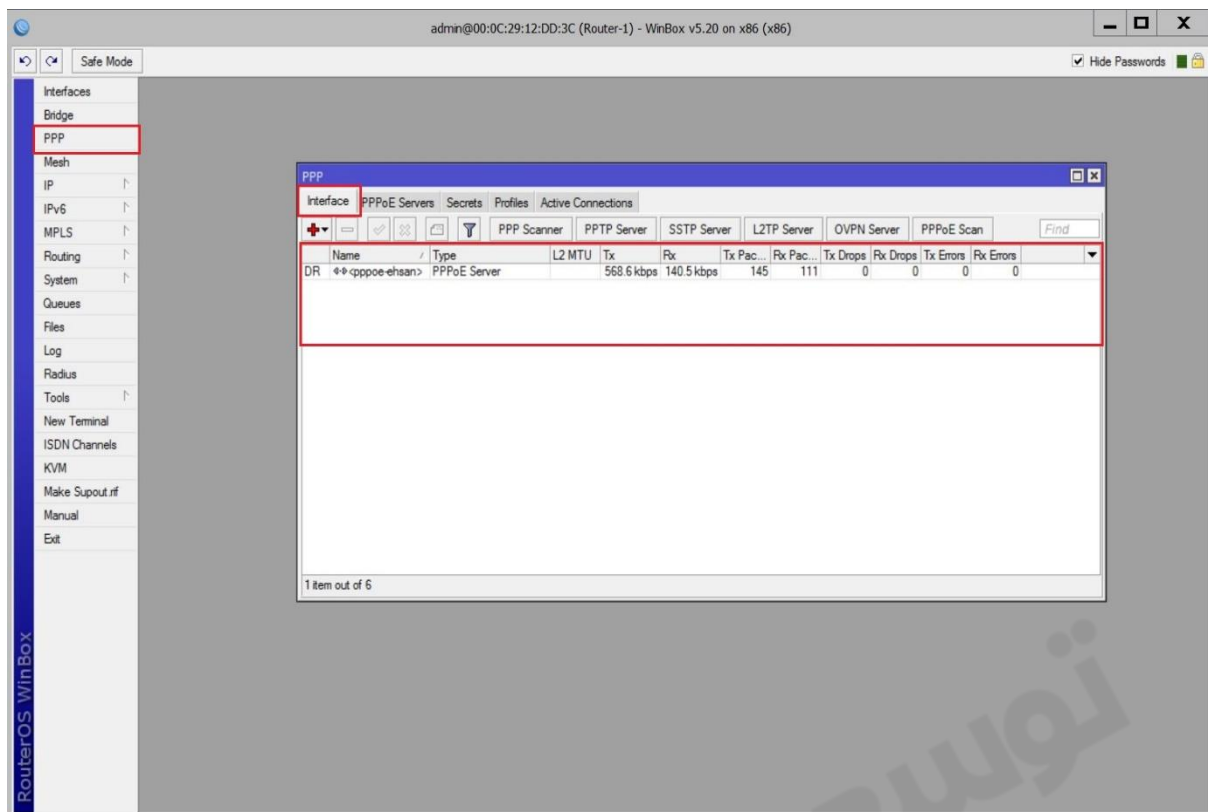 admin@00:0C:29:12:DD:3C (Router-1) - WinBox v5.20 on x86 (x86)
Safe Mode
Hide Passwords
Interfaces
Bridge
PPP
Mesh
IP
IPv6
MPLS
Routing
System
Queues
Files
Log
Radius
Tools
New Terminal
ISDN Channels
KVM
Make Supout.rif
Manual
Exit
RouterOS WinBox
PPP
Interface PPPoE Servers Secrets Profiles Active Connections
PPP Scanner PPTP Server SSTP Server L2TP Server OVPN Server PPPoE Scan Find
Name Type L2 MTU Tx Rx Tx Pac... Rx Pac... Tx Drops Rx Drops Tx Errors Rx Errors
DR <pppoe-ehsan> PPPoE Server 568.6 kbps 140.5 kbps 145 111 0 0 0 0
1 item out of 6